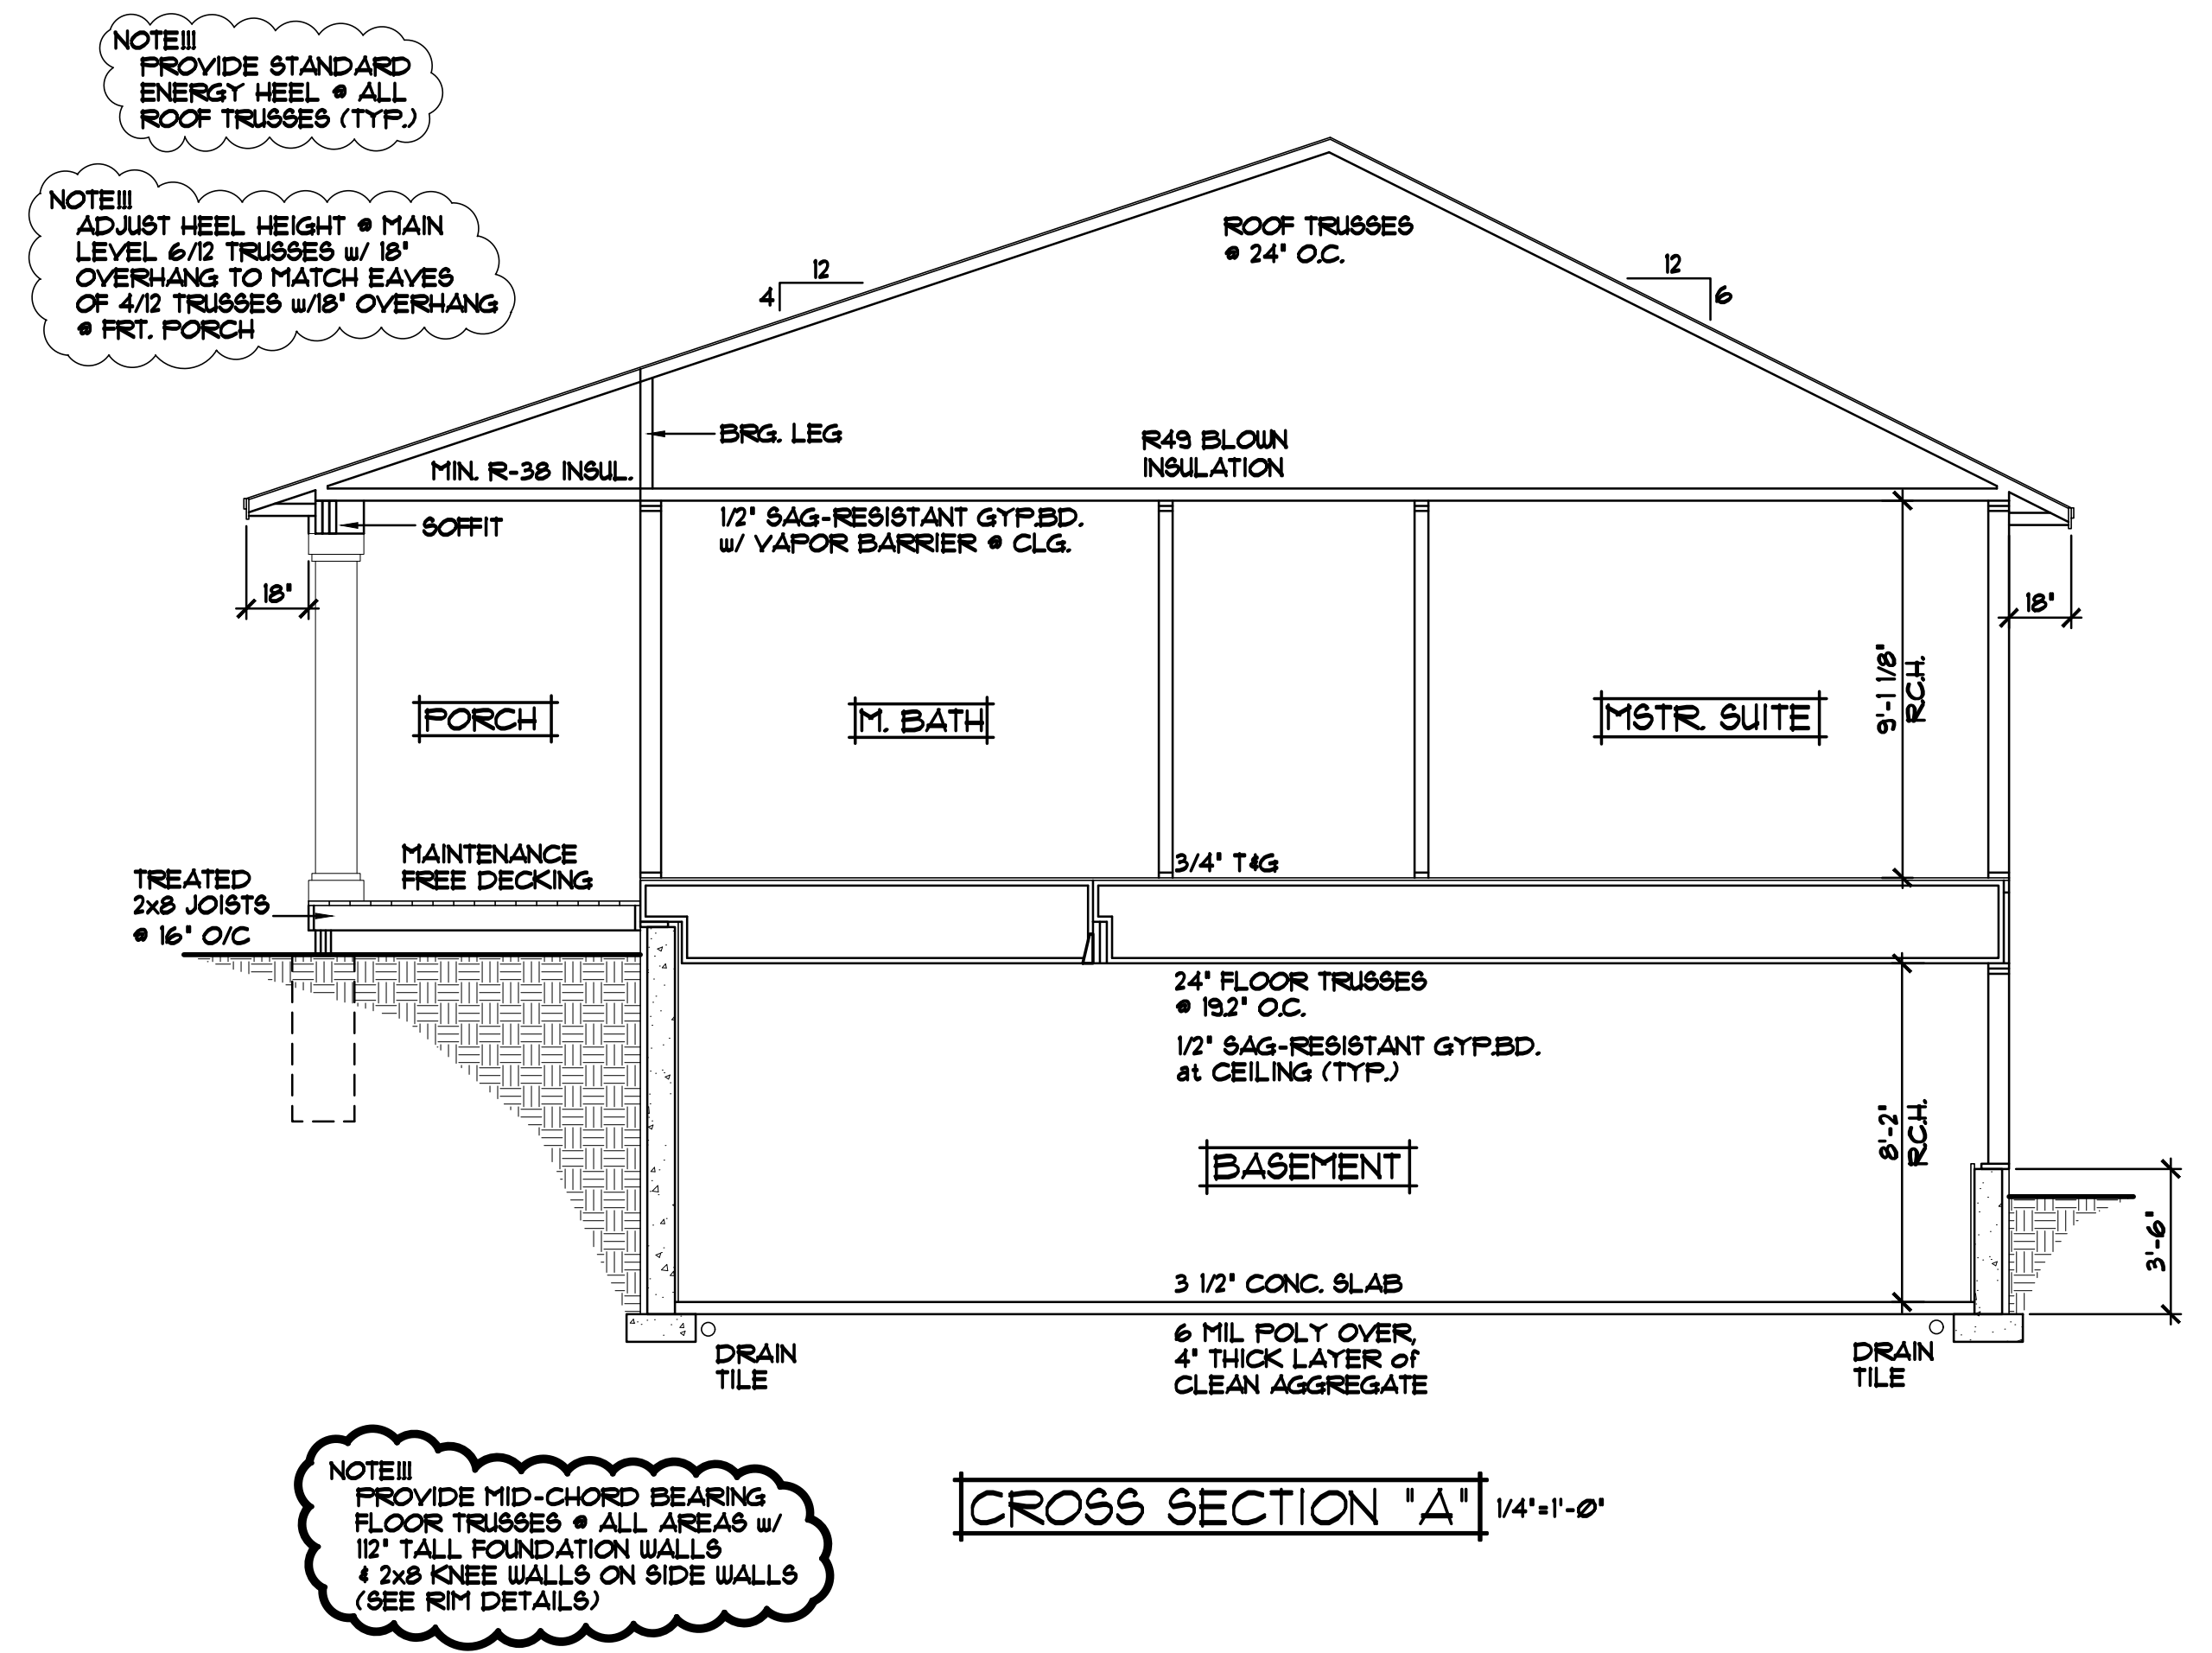 NOTE!!!
PROVIDE STANDARD
ENERGY HEEL @ ALL
ROOF TRUSSES (TYP.)
NOTE!!!
ADJUST HEEL HEIGHT @ MAIN
LEVEL 6/12 TRUSSES w/ 18"
OVERHANG TO MATCH EAVES
OF 4/12 TRUSSES w/18" OVERHANG
@ FRT. PORCH
ROOF TRUSSES
@ 24" O.C.
12
4
12
6
BRG. LEG
MIN. R-38 INSUL.
R49 BLOWN
INSULATION
SOFFIT
1/2" SAG-RESISTANT GYP.BD.
w/ VAPOR BARRIER @ CLG.
18"
18"
9'-1 1/8"
R.C.H.
PORCH
M. BATH
MSTR. SUITE
MAINTENANCE
FREE DECKING
3/4" T&G
TREATED
2x8 JOISTS
@ 16" O/C
24" FLOOR TRUSSES
@ 19.2" O.C.
1/2" SAG-RESISTANT GYP.BD.
at CEILING (TYP.)
8'-2"
R.C.H.
BASEMENT
3'-6"
3 1/2" CONC. SLAB
6 MIL POLY OVER,
4" THICK LAYER of
CLEAN AGGREGATE
DRAIN
TILE
DRAIN
TILE
NOTE!!!
PROVIDE MID-CHORD BEARING
FLOOR TRUSSES @ ALL AREAS w/
112" TALL FOUNDATION WALLS
& 2x8 KNEE WALLS ON SIDE WALLS
(SEE RIM DETAILS)
CROSS SECTION "A" 1/4"=1'-0"